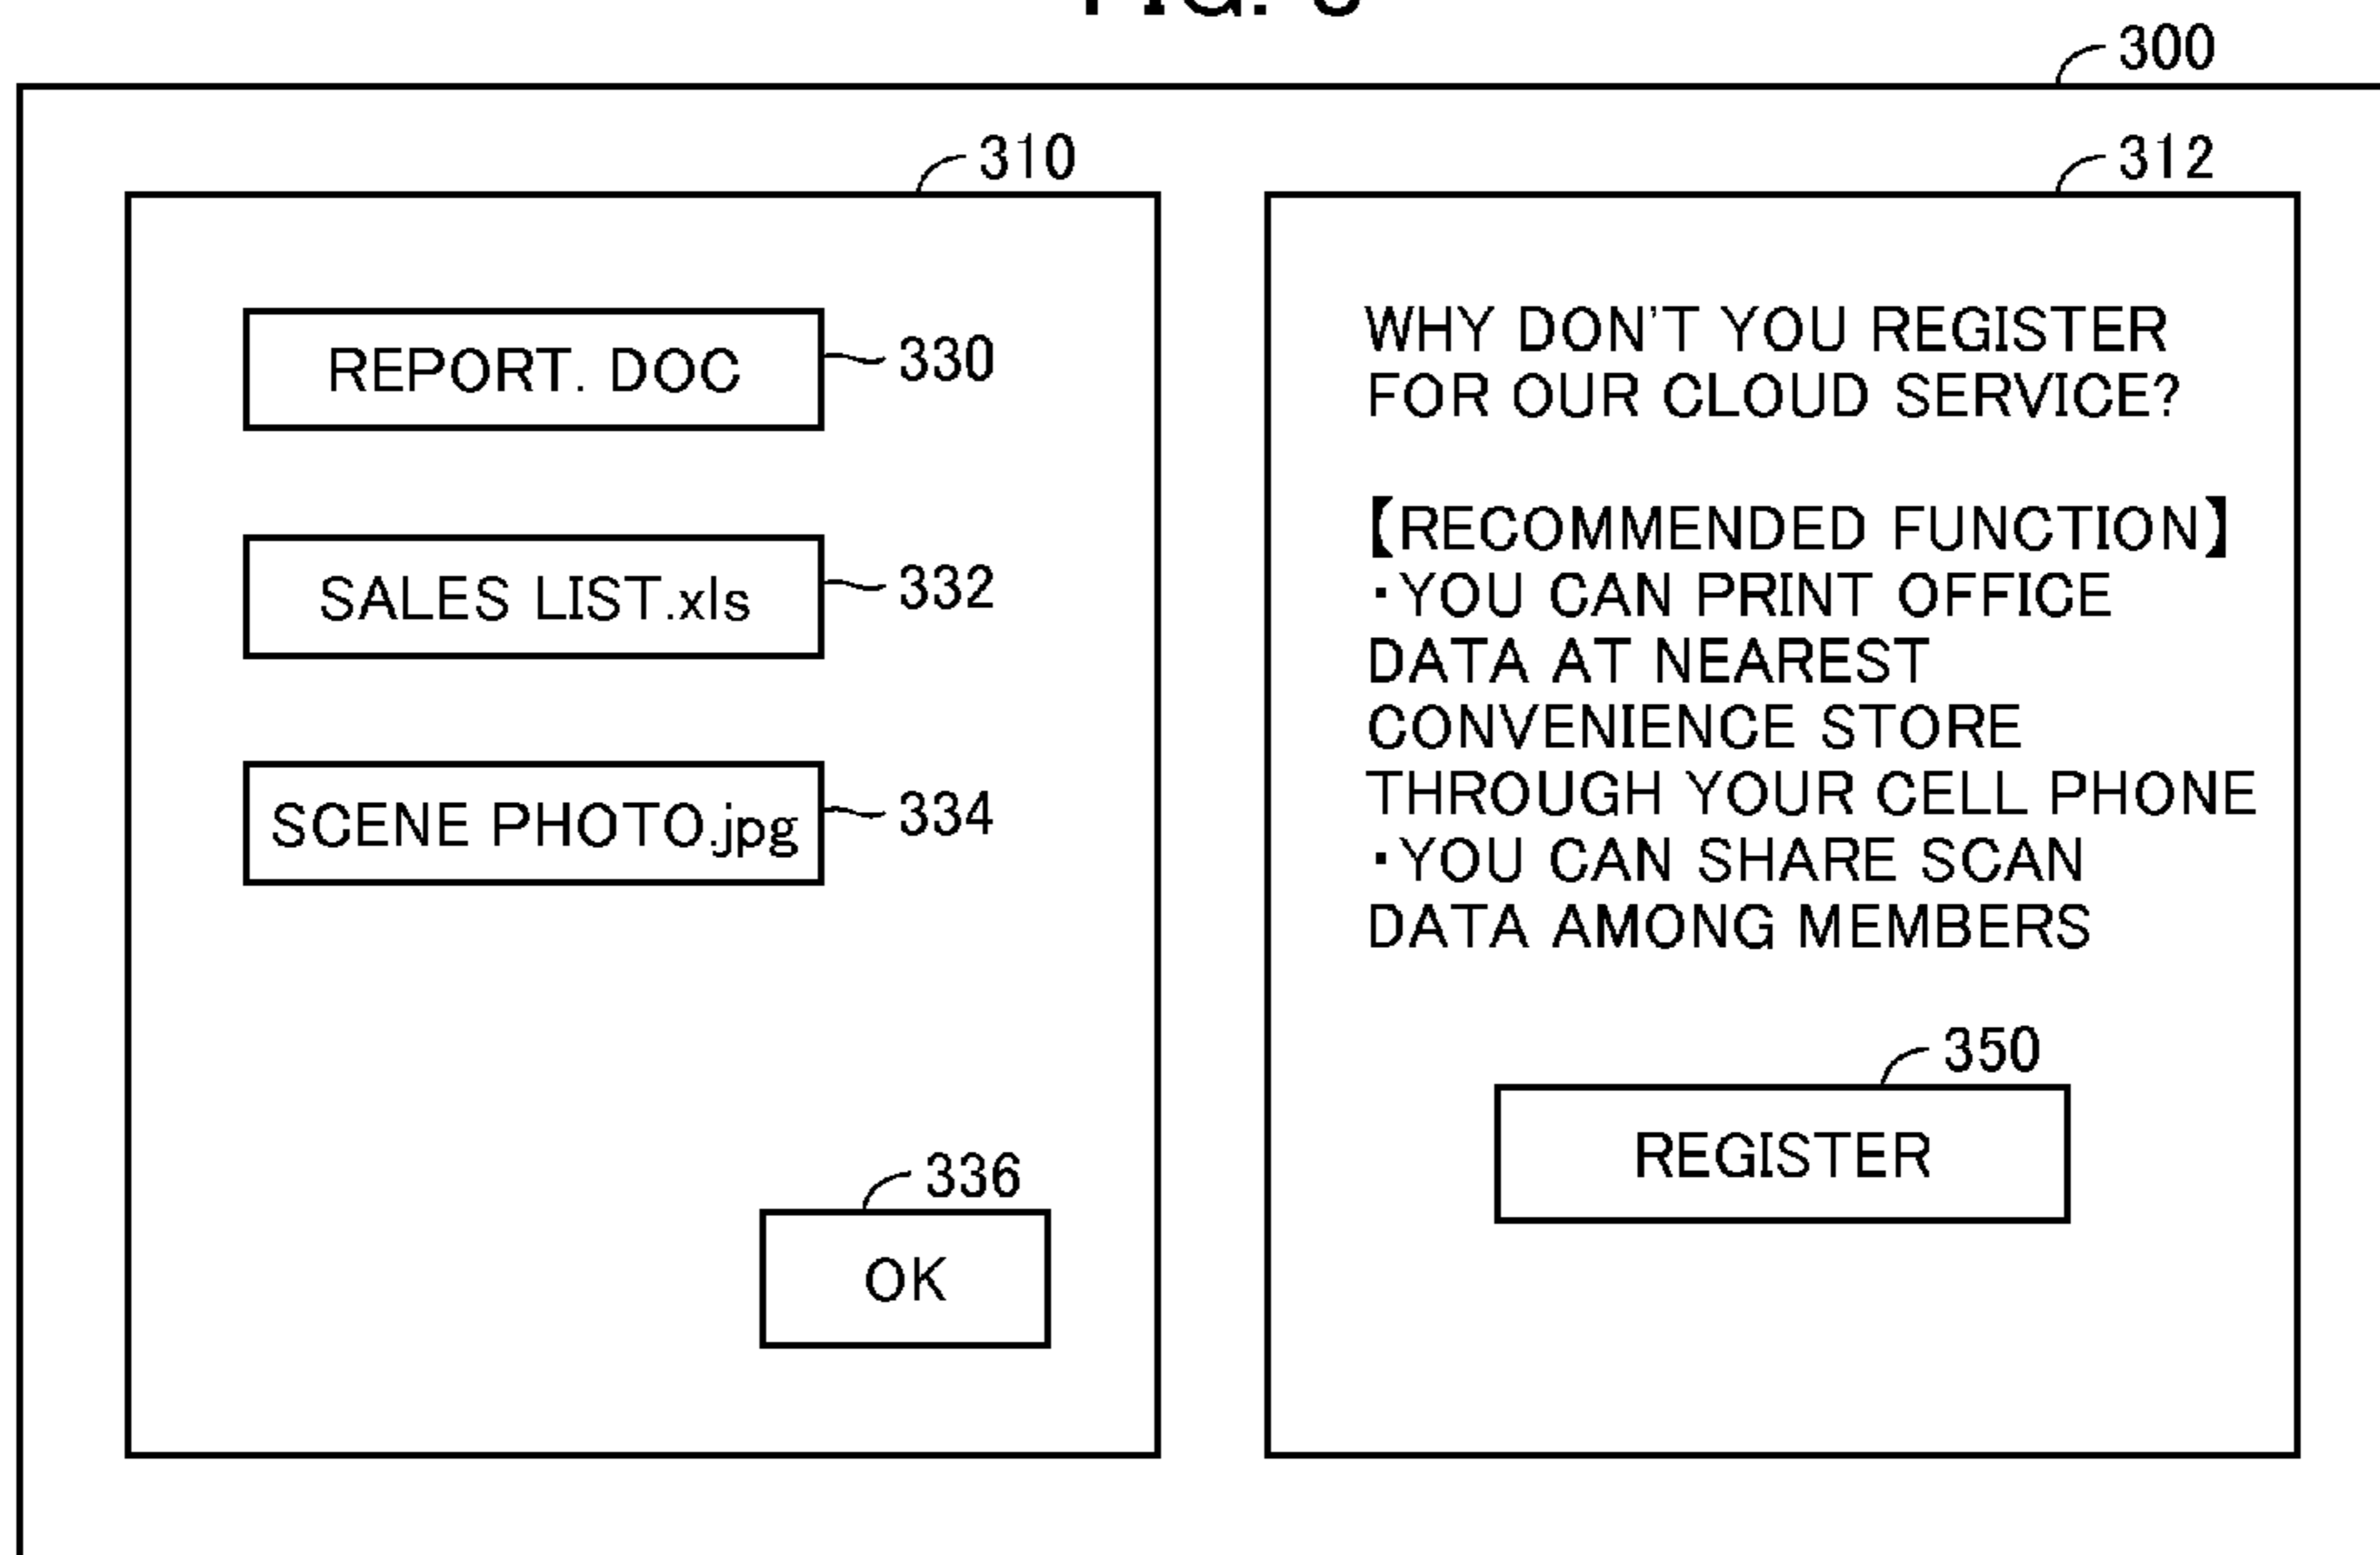 300
310
REPORT. DOC
330
SALES LIST.xls
332
SCENE PHOTO.jpg
334
336
OK
312
WHY DON'T YOU REGISTER
FOR OUR CLOUD SERVICE?
【RECOMMENDED FUNCTION】
・YOU CAN PRINT OFFICE
DATA AT NEAREST
CONVENIENCE STORE
THROUGH YOUR CELL PHONE
・YOU CAN SHARE SCAN
DATA AMONG MEMBERS
350
REGISTER